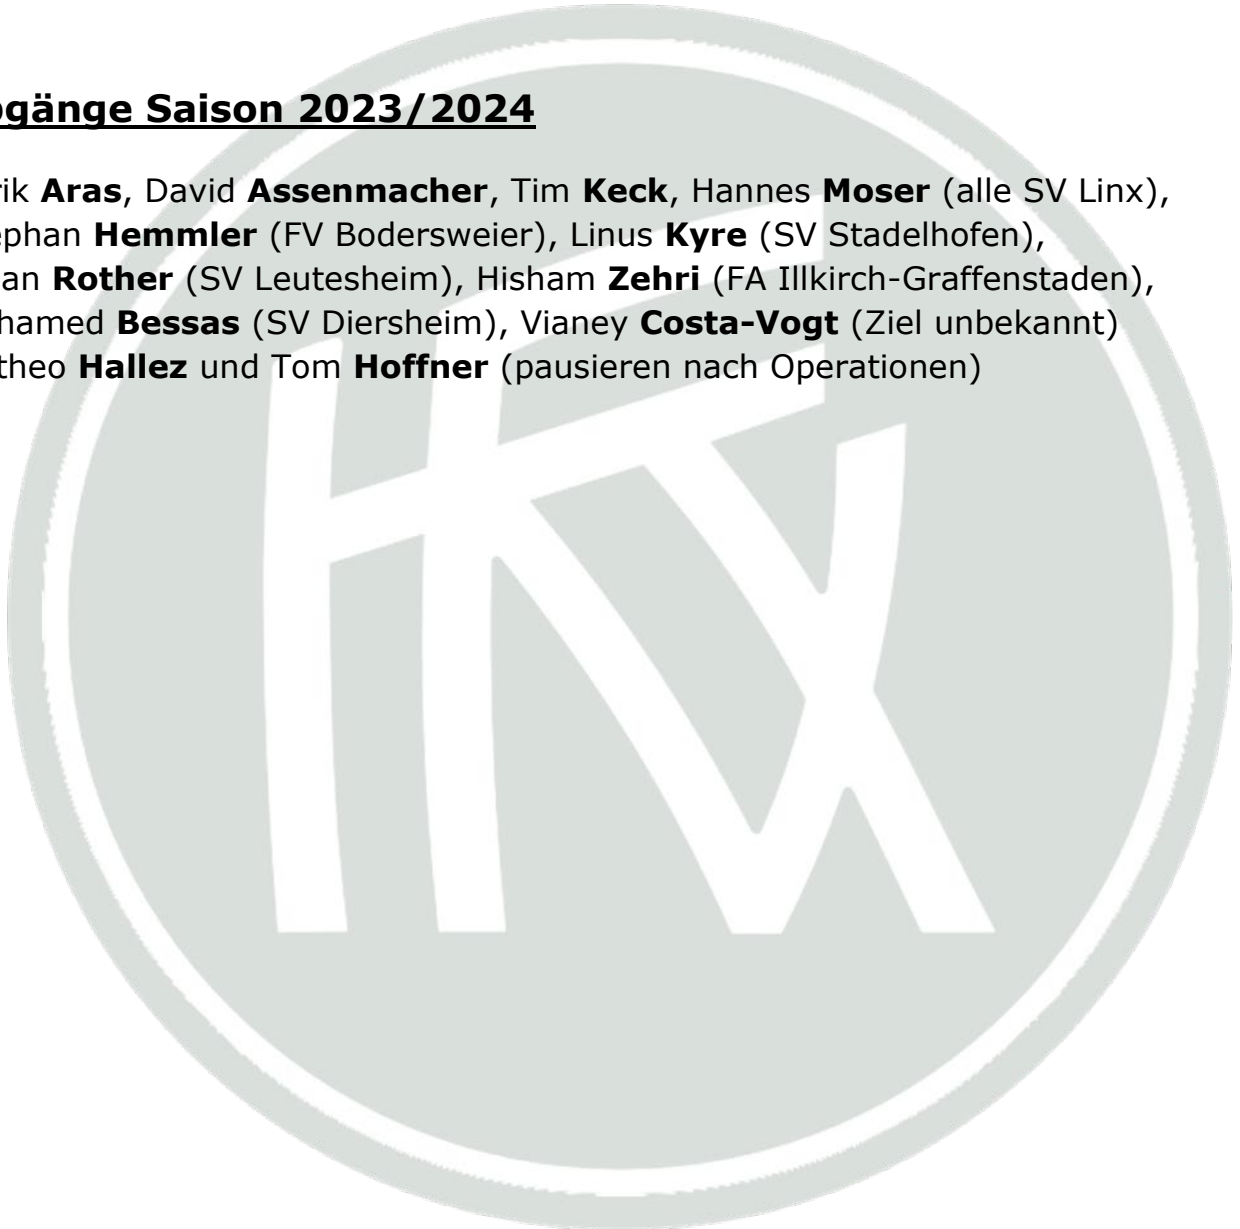 bgänge Saison 2023/2024
rik Aras, David Assenmacher, Tim Keck, Hannes Moser (alle SV Linx),
ephan Hemmler (FV Bodersweier), Linus Kyre (SV Stadelhofen),
an Rother (SV Leutesheim), Hisham Zehri (FA Illkirch-Graffenstaden),
hamed Bessas (SV Diersheim), Vianey Costa-Vogt (Ziel unbekannt)
theo Hallez und Tom Hoffner (pausieren nach Operationen)
KFV